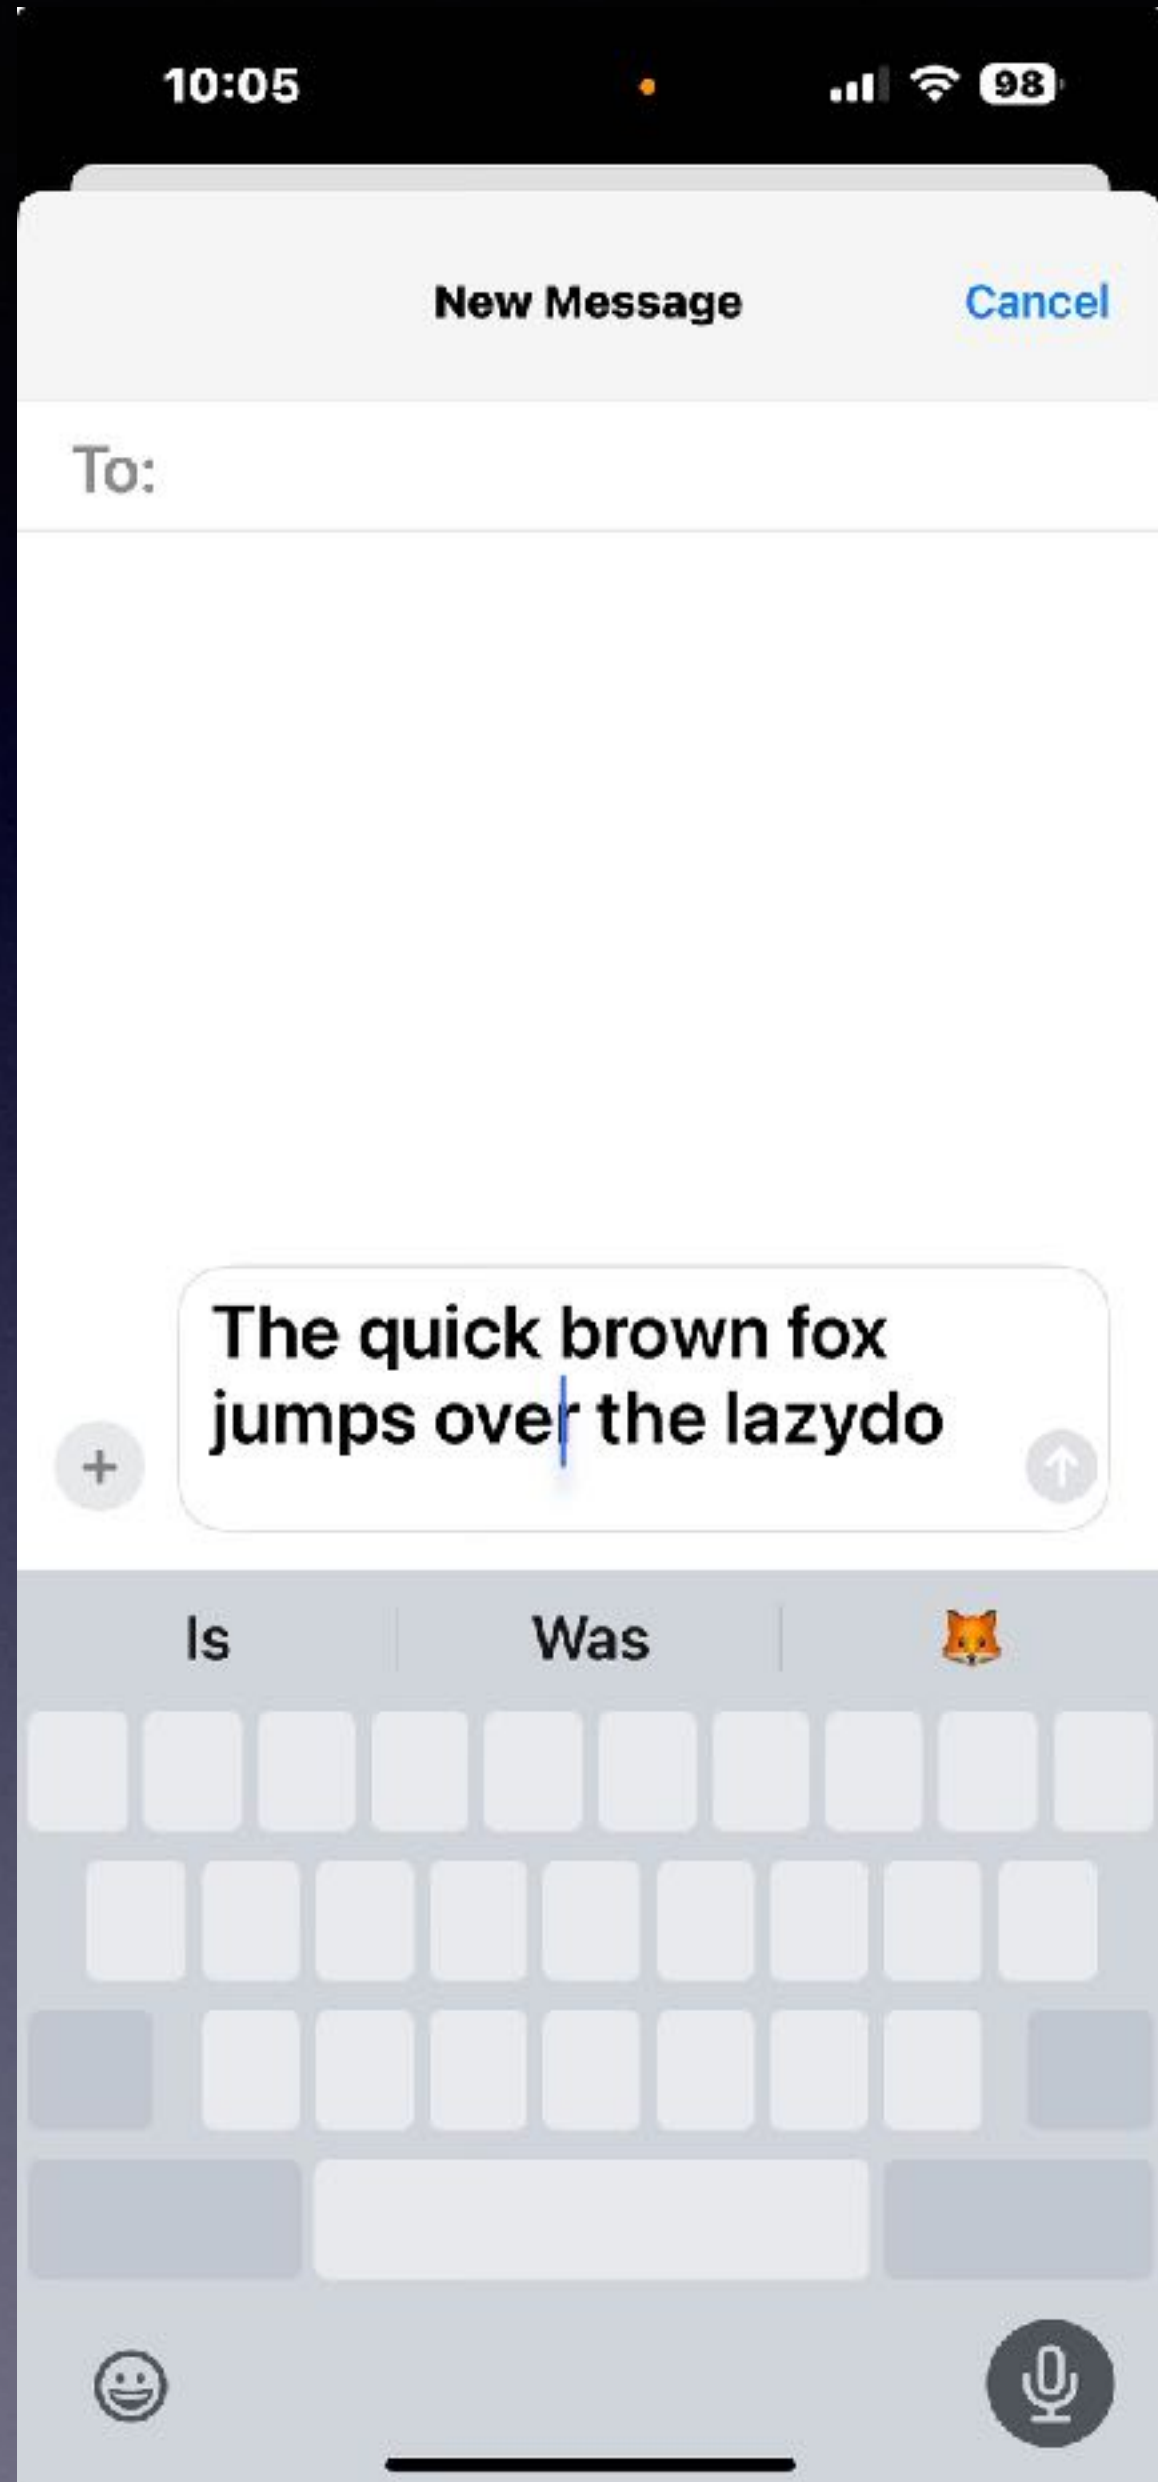 10:05
98
New Message
Cancel
To:
The quick brown fox
jumps over the lazydo
Is
Was